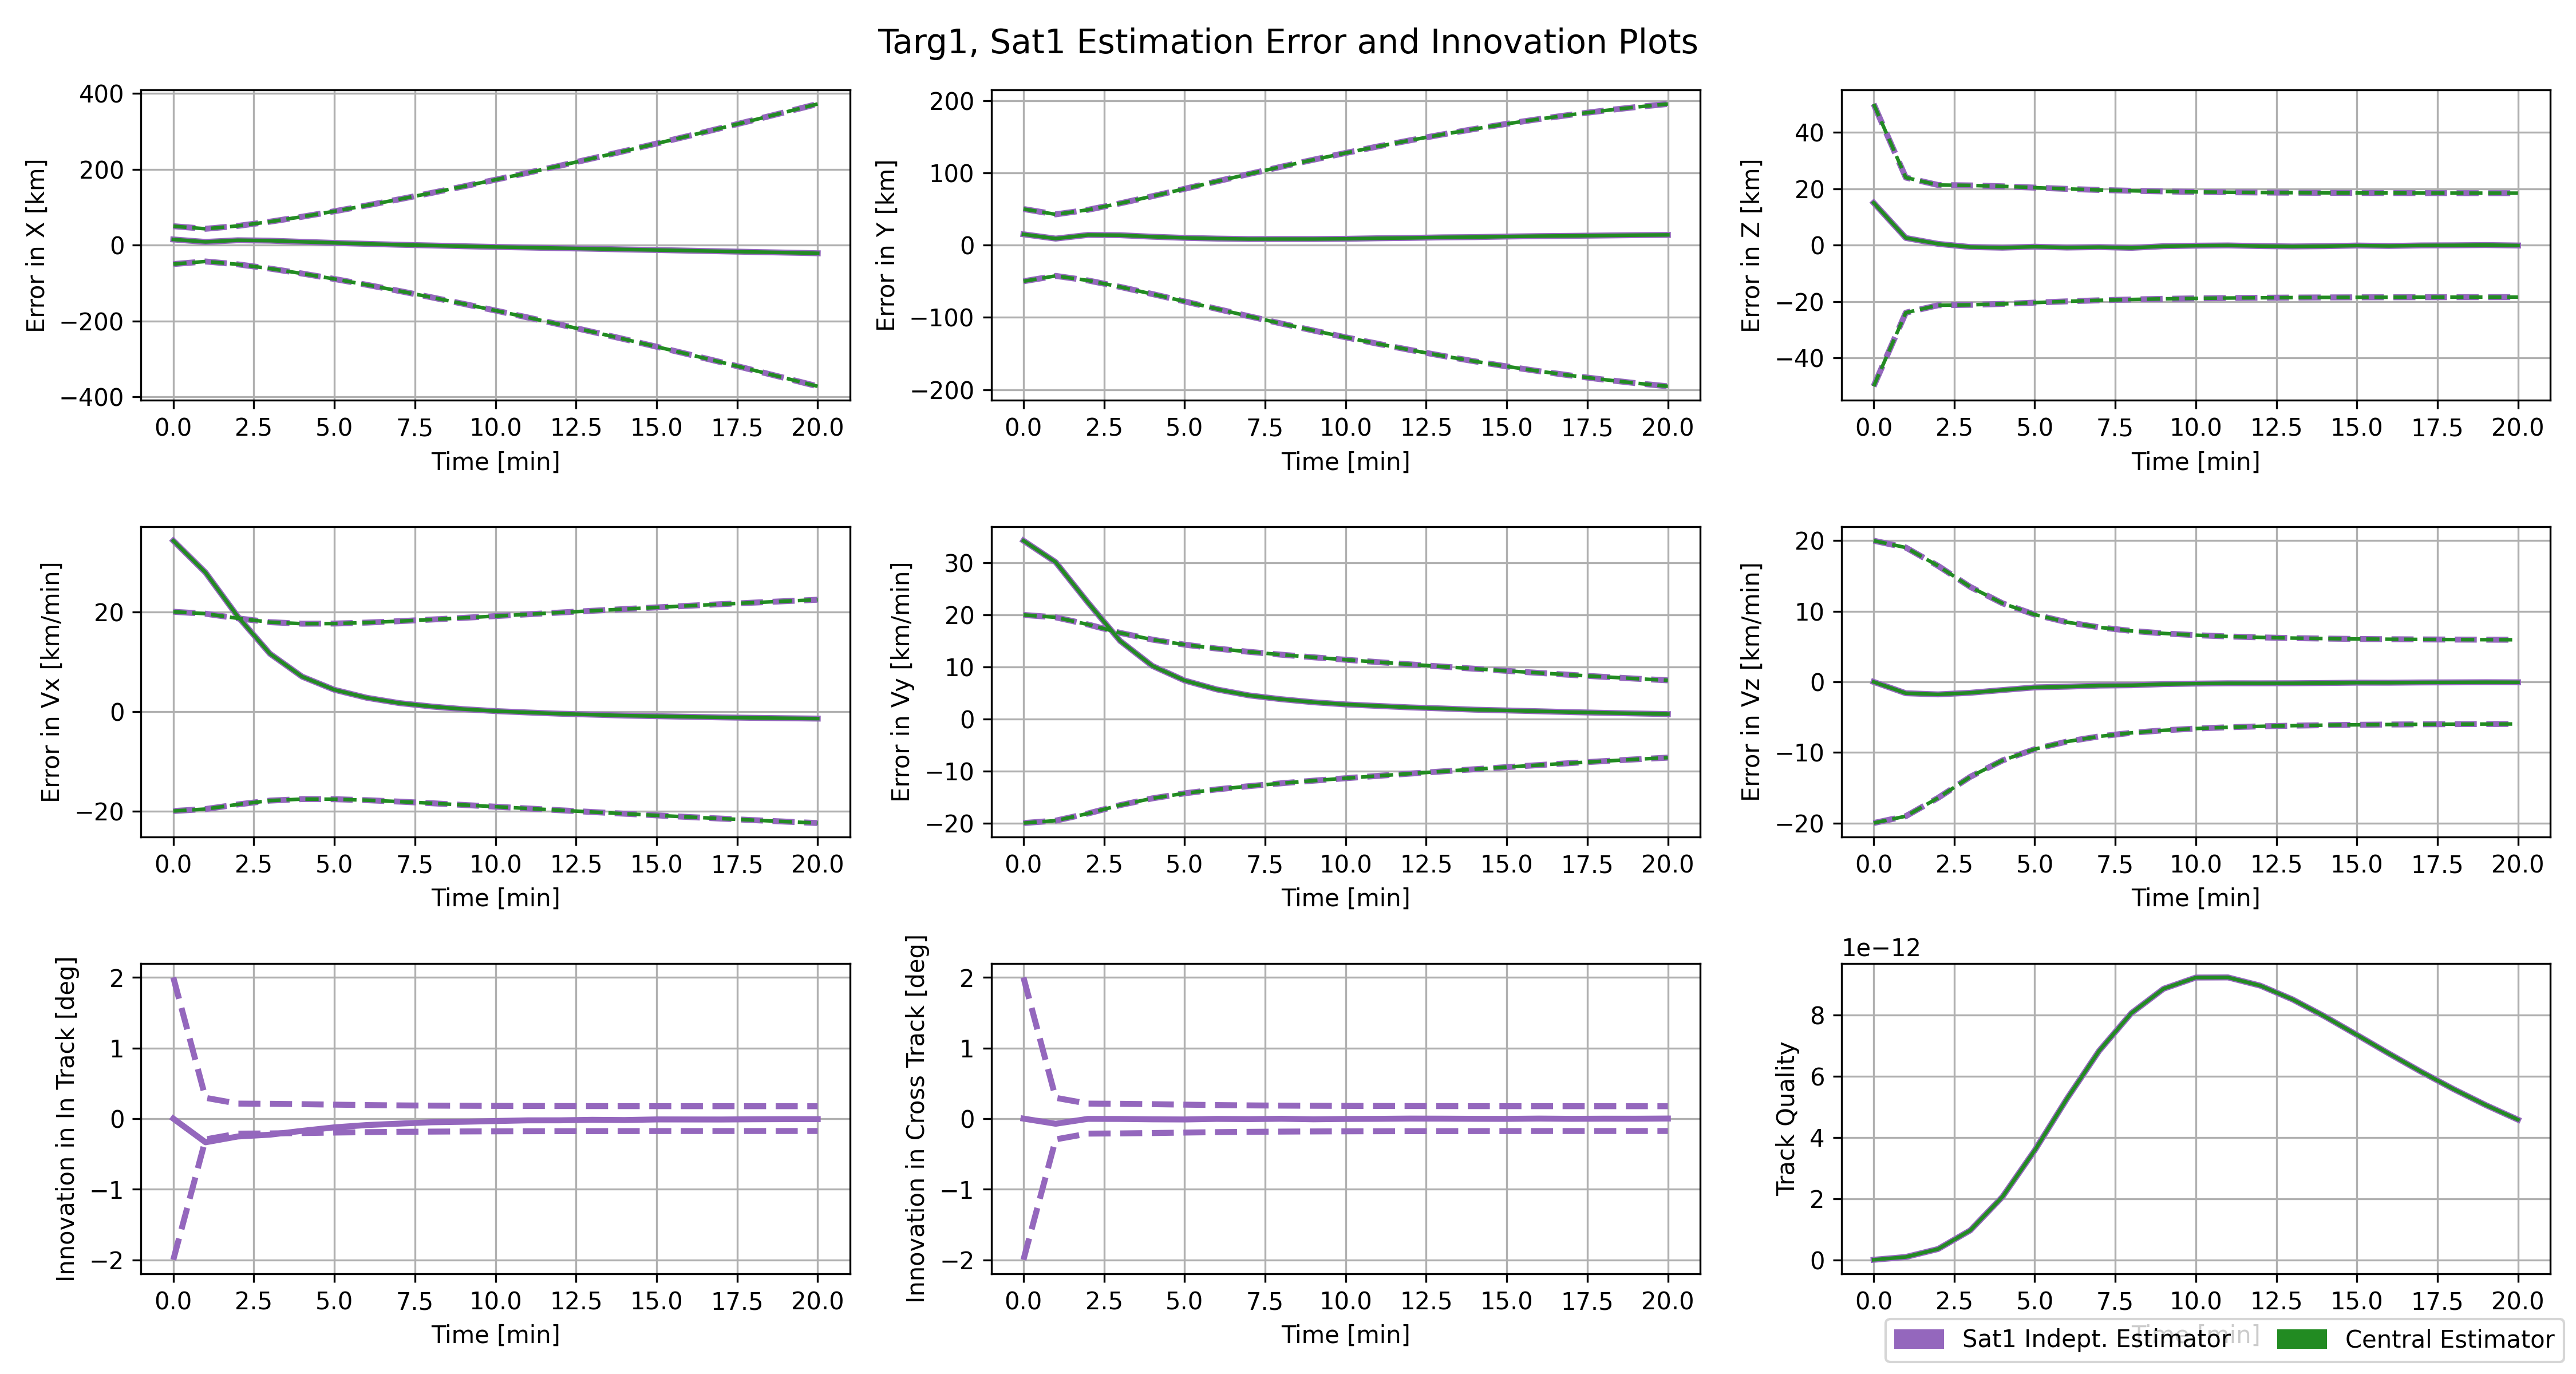 Targ1, Sat1 Estimation Error and Innovation Plots
Error in X [km]
400
200
0
−200
−400
0.0 2.5 5.0 7.5 10.0 12.5 15.0 17.5 20.0
Time [min]
Error in Y [km]
200
100
0
−100
−200
0.0 2.5 5.0 7.5 10.0 12.5 15.0 17.5 20.0
Time [min]
Error in Z [km]
40
20
0
−20
−40
0.0 2.5 5.0 7.5 10.0 12.5 15.0 17.5 20.0
Time [min]
Error in Vx [km/min]
20
0
−20
0.0 2.5 5.0 7.5 10.0 12.5 15.0 17.5 20.0
Time [min]
Error in Vy [km/min]
30
20
10
0
−10
−20
0.0 2.5 5.0 7.5 10.0 12.5 15.0 17.5 20.0
Time [min]
Error in Vz [km/min]
20
10
0
−10
−20
0.0 2.5 5.0 7.5 10.0 12.5 15.0 17.5 20.0
Time [min]
Innovation in In Track [deg]
2
1
0
−1
−2
0.0 2.5 5.0 7.5 10.0 12.5 15.0 17.5 20.0
Time [min]
Innovation in Cross Track [deg]
2
1
0
−1
−2
0.0 2.5 5.0 7.5 10.0 12.5 15.0 17.5 20.0
Time [min]
1e−12
Track Quality
8
6
4
2
0
0.0 2.5 5.0 7.5 10.0 12.5 15.0 17.5 20.0
Time [min]
Sat1 Indept. Estimator Central Estimator